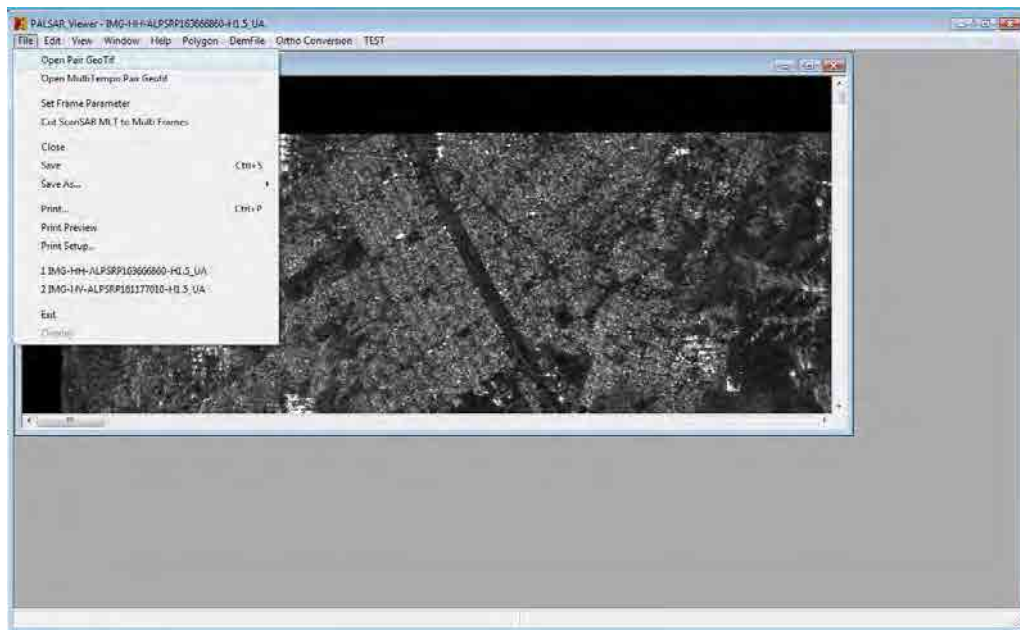 PALSAR Viewer - IMG-HH-ALPSRP163666860-H1.5_UA
File Edit View Window Help Polygon DemFile Ortho Conversion TEST
Open Pair GeoTif
Open MultiTempo Pair Geotif
Set Frame Parameter
Cut ScanSAR MLT to Multi Frames
Close
Save Ctrl+S
Save As...
Print... Ctrl+P
Print Preview
Print Setup...
1 IMG-HH-ALPSRP163666860-H1.5_UA
2 IMG-HV-ALPSRP161177010-H1.5_UA
Exit